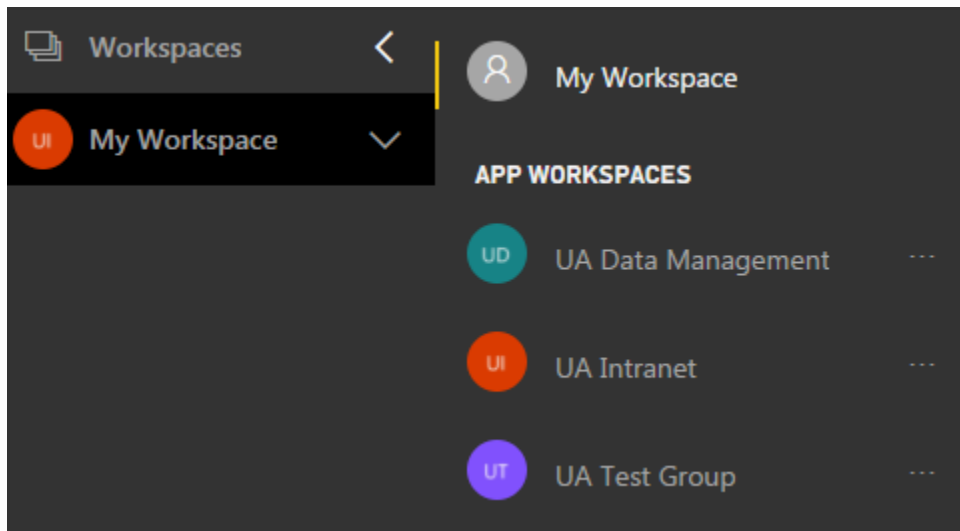 Workspaces
UI My Workspace
My Workspace
APP WORKSPACES
UD UA Data Management ...
UI UA Intranet ...
UT UA Test Group ...